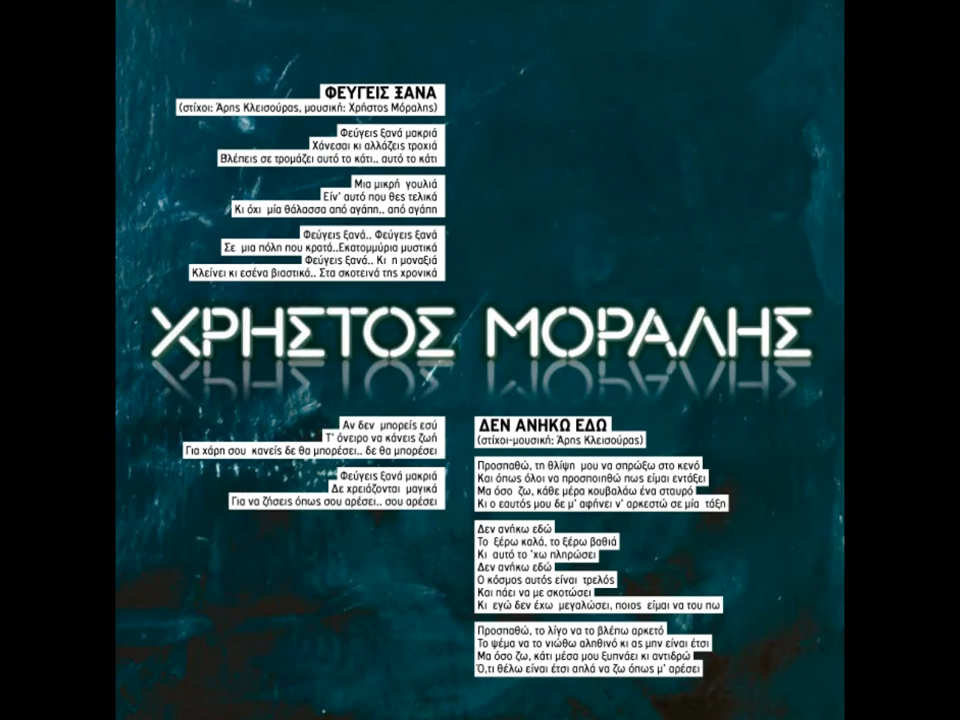 ΦΕΥΓΕΙΣ ΞΑΝΑ
(στίχοι: Άρης Κλεισούρας, μουσική: Χρήστος Μόραλης)
Φεύγεις ξανά μακριά
Χάνεσαι κι αλλάζεις τροχιά
Βλέπεις σε τρομάζει αυτό το κάτι.. αυτό το κάτι
Μια μικρή γουλιά
Είν' αυτό που θες τελικά
Κι όχι μία θάλασσα από αγάπη.. από αγάπη
Φεύγεις ξανά.. Φεύγεις ξανά
Σε μια πόλη που κρατά..Εκατομμύρια μυστικά
Φεύγεις ξανά.. Κι η μοναξιά
Κλείνει κι εσένα βιαστικά.. Στα σκοτεινά της χρονικά
ΧΡΗΣΤΟΣ ΜΟΡΑΛΗΣ
Αν δεν μπορείς εσύ
Τ' όνειρο να κάνεις ζωή
Για χάρη σου κανείς δε θα μπορέσει.. δε θα μπορέσει
Φεύγεις ξανά μακριά
Δε χρειάζονται μαγικά
Για να ζήσεις όπως σου αρέσει.. σου αρέσει
ΔΕΝ ΑΝΗΚΩ ΕΔΩ
(στίχοι-μουσική: Άρης Κλεισούρας)
Προσπαθώ, τη θλίψη μου να σπρώξω στο κενό
Και όπως όλοι να προσποιηθώ πως είμαι εντάξει
Μα όσο ζω, κάθε μέρα κουβαλάω ένα σταυρό
Κι ο εαυτός μου δε μ' αφήνει ν' αρκεστώ σε μία τάξη
Δεν ανήκω εδώ
Το ξέρω καλά, το ξέρω βαθιά
Κι αυτό το 'χω πληρώσει
Δεν ανήκω εδώ
Ο κόσμος αυτός είναι τρελός
Και πάει να με σκοτώσει
Κι εγώ δεν έχω μεγαλώσει, ποιος είμαι να του πω
Προσπαθώ, το λίγο να το βλέπω αρκετό
Το ψέμα να το νιώθω αληθινό κι ας μην είναι έτσι
Μα όσο ζω, κάτι μέσα μου ξυπνάει κι αντιδρώ
Ό,τι θέλω είναι έτσι απλά να ζω όπως μ' αρέσει